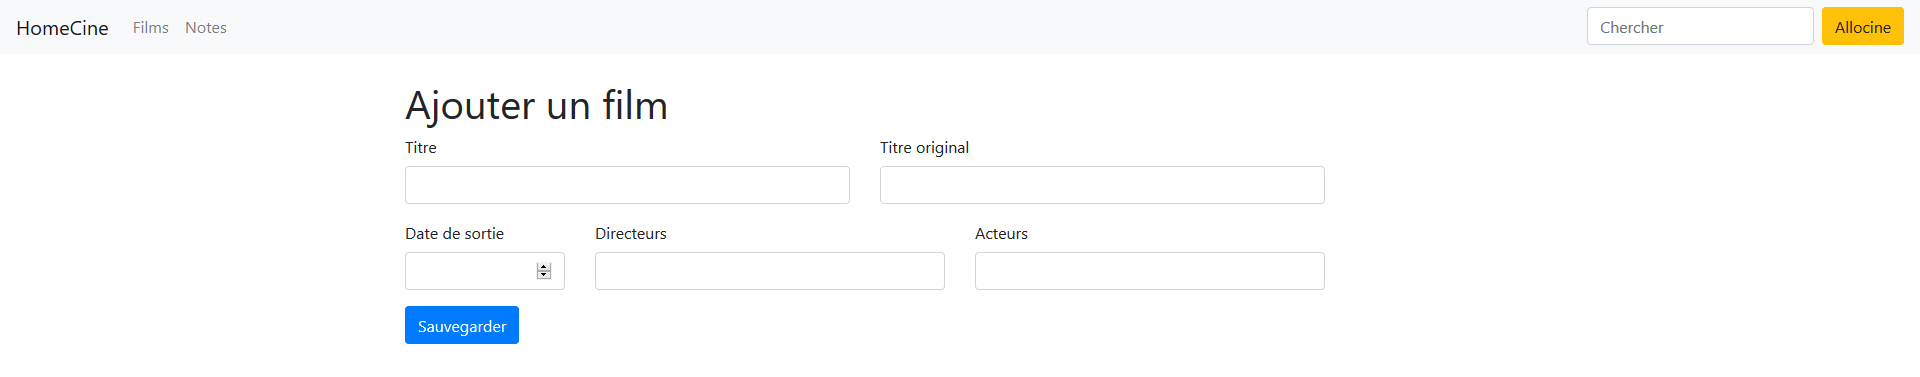 HomeCine Films Notes Chercher Allocine
Ajouter un film
Titre Titre original
Date de sortie Directeurs Acteurs
Sauvegarder